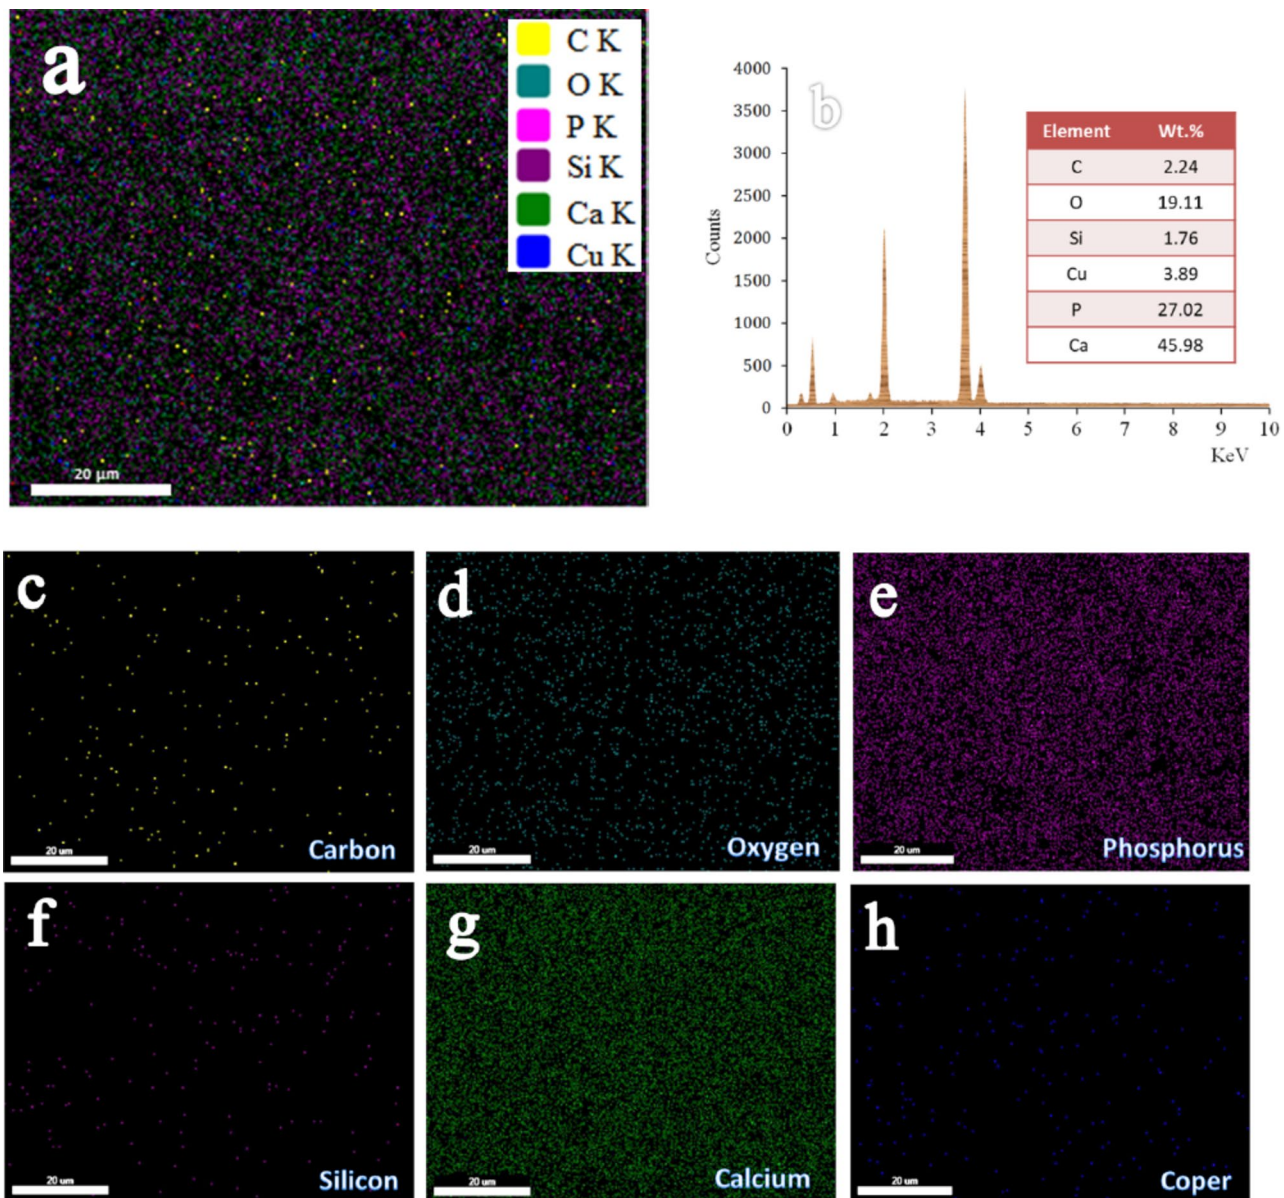 a
C K
O K
P K
Si K
Ca K
Cu K
20 µm
b
4000
3500
3000
2500
2000
1500
1000
500
0
Counts
0 1 2 3 4 5 6 7 8 9 10
KeV
Element Wt.%
C 2.24
O 19.11
Si 1.76
Cu 3.89
P 27.02
Ca 45.98
c
20 um
Carbon
d
20 um
Oxygen
e
20 um
Phosphorus
f
20 um
Silicon
g
20 um
Calcium
h
20 um
Coper